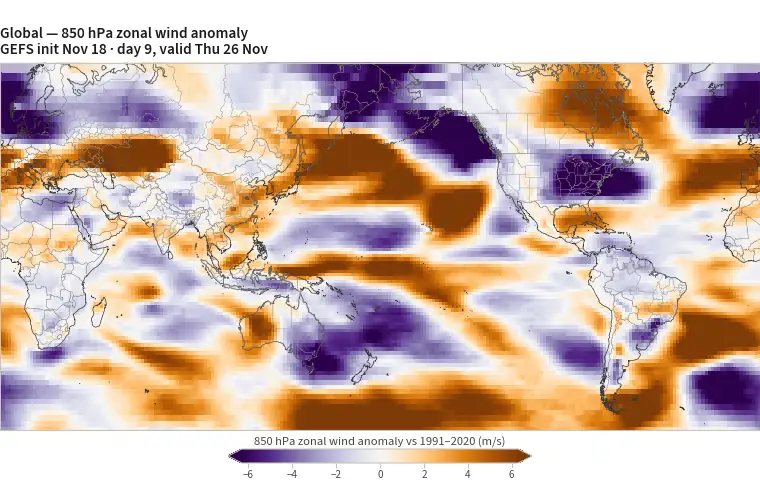 Global — 850 hPa zonal wind anomaly
GEFS init Nov 18 · day 9, valid Thu 26 Nov
850 hPa zonal wind anomaly vs 1991–2020 (m/s)
−6 −4 −2 0 2 4 6